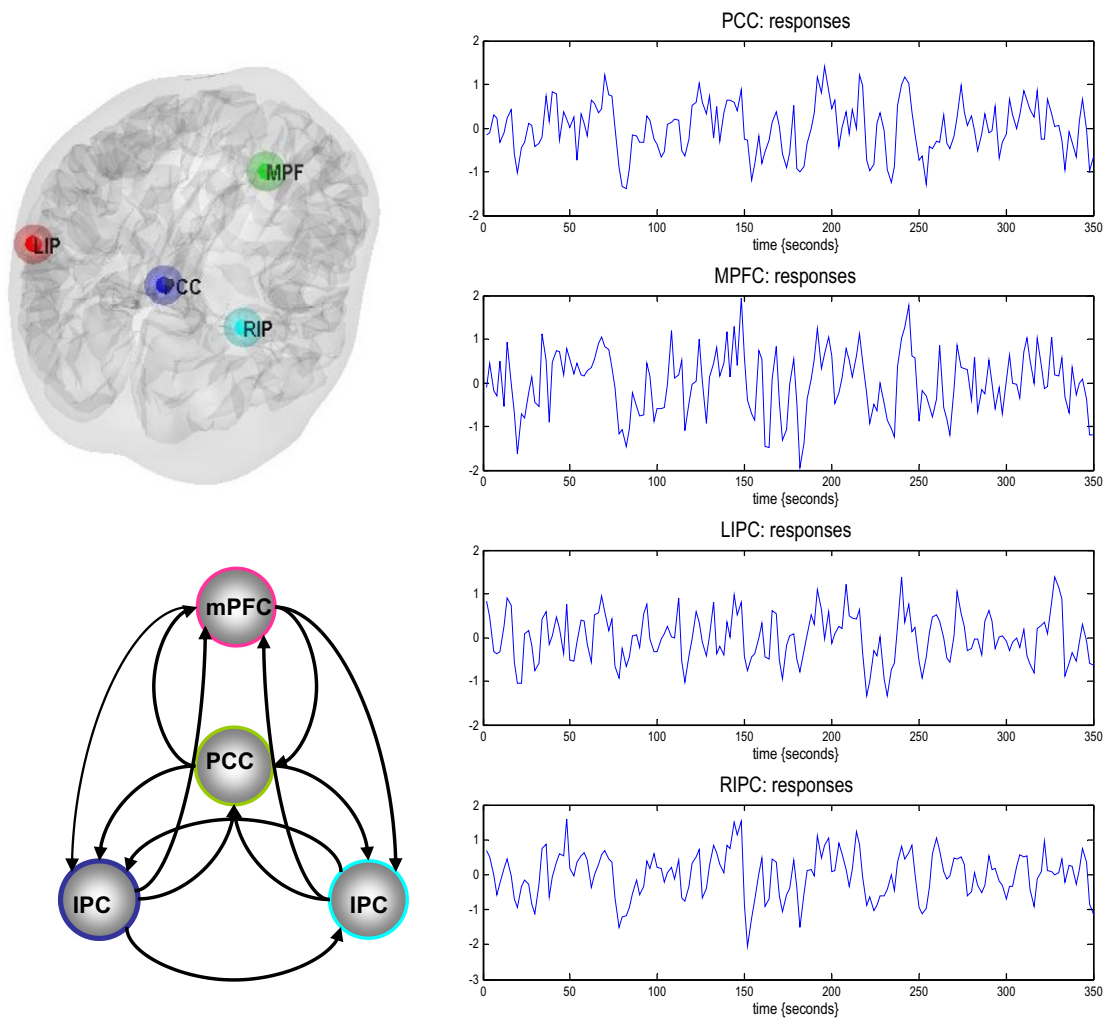 MPF
LIP
PCC
RIP
mPFC
PCC
IPC
IPC
PCC: responses
2
1
0
-1
-2
0 50 100 150 200 250 300 350
time {seconds}
MPFC: responses
2
1
0
-1
-2
0 50 100 150 200 250 300 350
time {seconds}
LIPC: responses
2
1
0
-1
-2
0 50 100 150 200 250 300 350
time {seconds}
RIPC: responses
2
1
0
-1
-2
-3
0 50 100 150 200 250 300 350
time {seconds}